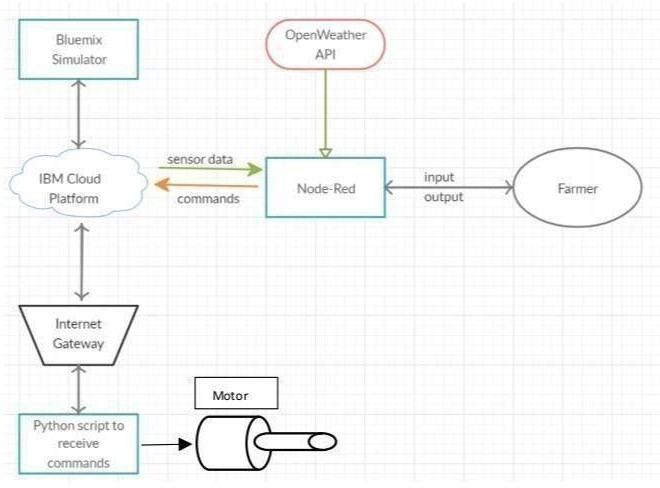 Bluemix
Simulator
OpenWeather
API
sensor data
commands
IBM Cloud
Platform
Node-Red
input
output
Farmer
Internet
Gateway
Motor
Python script to
receive
commands